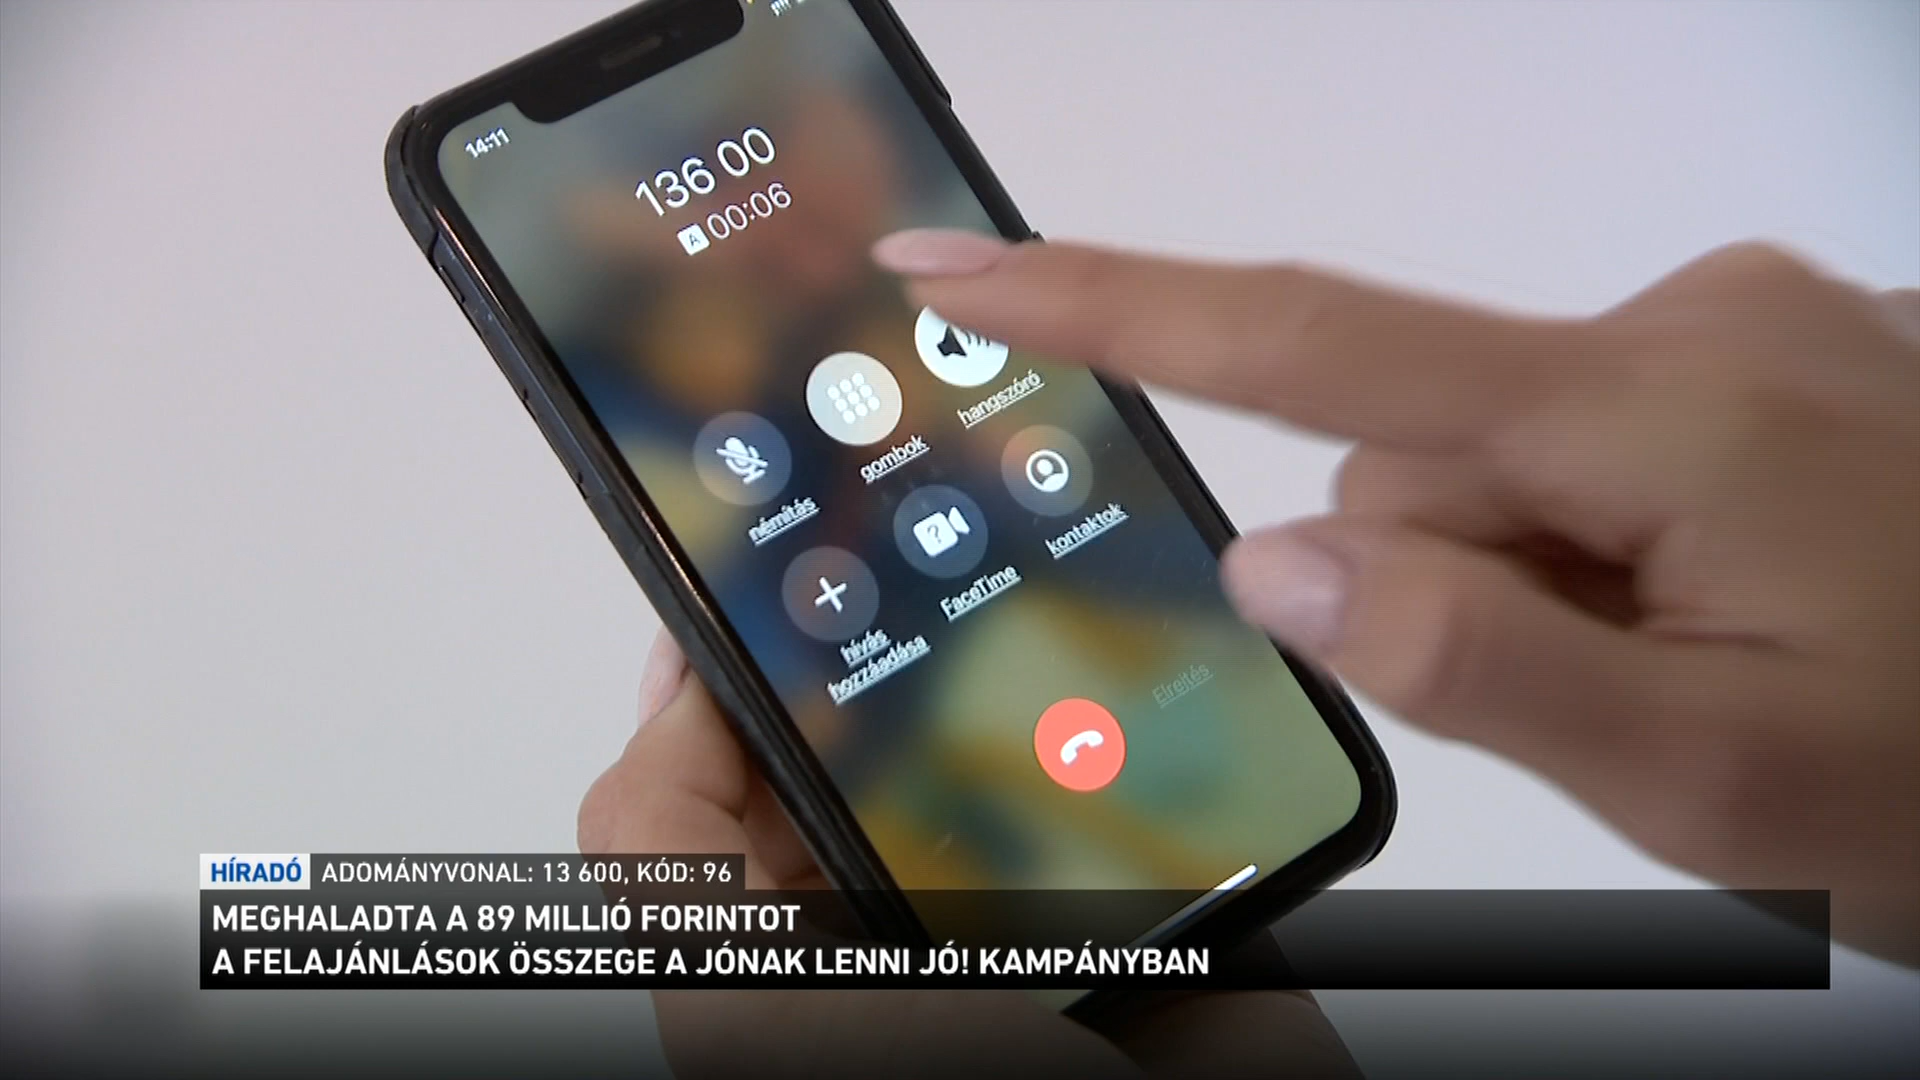 14:11
136 00
A 00:06
némítás
gombok
hangszóró
hívás
hozzáadása
FaceTime
kontaktok
Elrejtés
HÍRADÓ ADOMÁNYVONAL: 13 600, KÓD: 96
MEGHALADTA A 89 MILLIÓ FORINTOT
A FELAJÁNLÁSOK ÖSSZEGE A JÓNAK LENNI JÓ! KAMPÁNYBAN